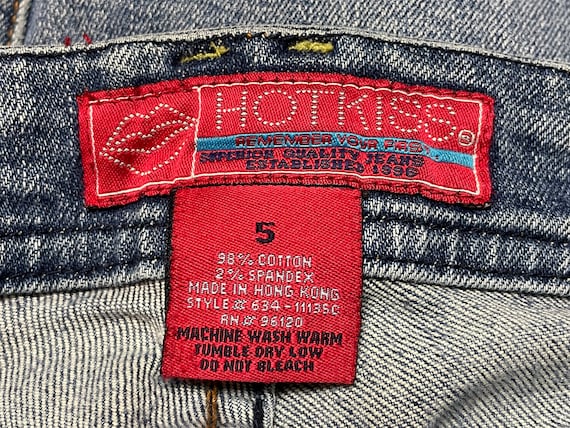 HOTKISS®
REMEMBER YOUR FIRST
SUPERIOR QUALITY JEANS
ESTABLISHED 1996
5
98% COTTON
2% SPANDEX
MADE IN HONG KONG
STYLE # 634-11195C
RN # 96120
MACHINE WASH WARM
TUMBLE DRY LOW
DO NOT BLEACH